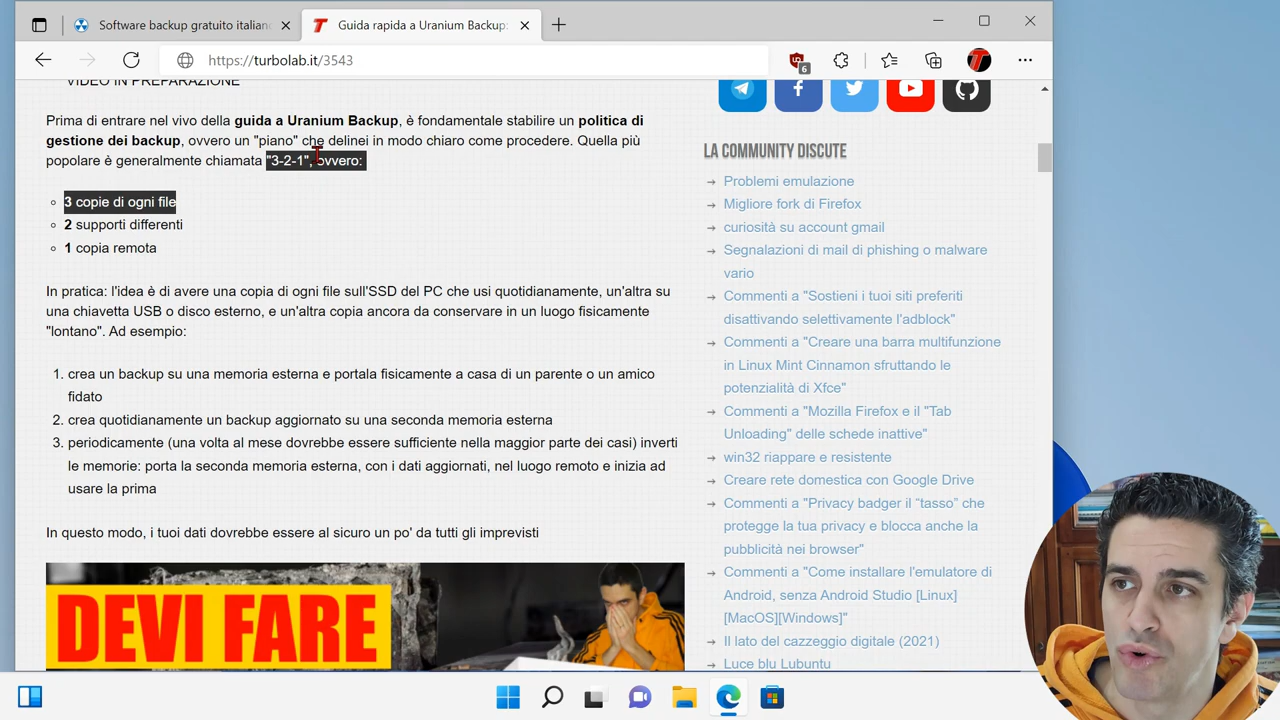 Software backup gratuito italiano
Guida rapida a Uranium Backup:
https://turbolab.it/3543
6
VIDEO IN PREPARAZIONE
Prima di entrare nel vivo della guida a Uranium Backup, è fondamentale stabilire un politica di
gestione dei backup, ovvero un "piano" che delinei in modo chiaro come procedere. Quella più
popolare è generalmente chiamata "3-2-1", ovvero:
3 copie di ogni file
2 supporti differenti
1 copia remota
In pratica: l'idea è di avere una copia di ogni file sull'SSD del PC che usi quotidianamente, un'altra su
una chiavetta USB o disco esterno, e un'altra copia ancora da conservare in un luogo fisicamente
"lontano". Ad esempio:
1. crea un backup su una memoria esterna e portala fisicamente a casa di un parente o un amico
fidato
2. crea quotidianamente un backup aggiornato su una seconda memoria esterna
3. periodicamente (una volta al mese dovrebbe essere sufficiente nella maggior parte dei casi) inverti
le memorie: porta la seconda memoria esterna, con i dati aggiornati, nel luogo remoto e inizia ad
usare la prima
In questo modo, i tuoi dati dovrebbe essere al sicuro un po' da tutti gli imprevisti
DEVI FARE
LA COMMUNITY DISCUTE
Problemi emulazione
Migliore fork di Firefox
curiosità su account gmail
Segnalazioni di mail di phishing o malware
vario
Commenti a "Sostieni i tuoi siti preferiti
disattivando selettivamente l'adblock"
Commenti a "Creare una barra multifunzione
in Linux Mint Cinnamon sfruttando le
potenzialità di Xfce"
Commenti a "Mozilla Firefox e il "Tab
Unloading" delle schede inattive"
win32 riappare e resistente
Creare rete domestica con Google Drive
Commenti a "Privacy badger il “tasso” che
protegge la tua privacy e blocca anche la
pubblicità nei browser"
Commenti a "Come installare l'emulatore di
Android, senza Android Studio [Linux]
[MacOS][Windows]"
Il lato del cazzeggio digitale (2021)
Luce blu Lubuntu